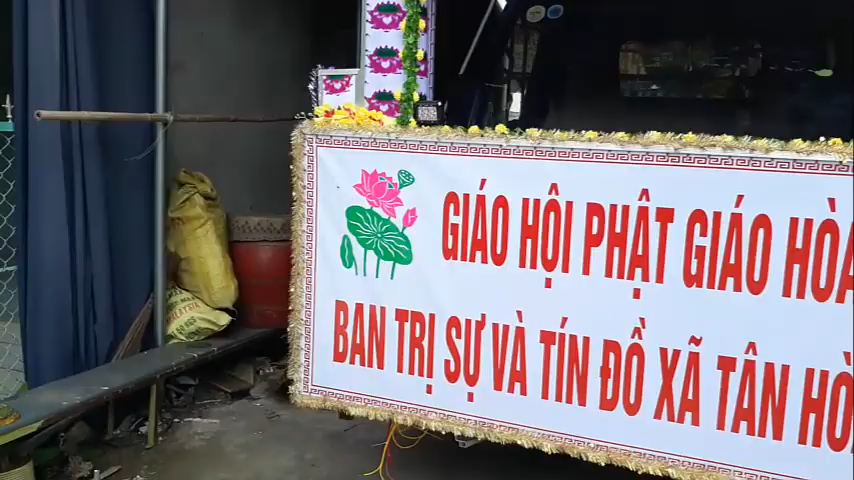 GIÁO HỘI PHẬT GIÁO HÒA
BAN TRỊ SỰ VÀ TÍN ĐỒ XÃ TÂN HÒ